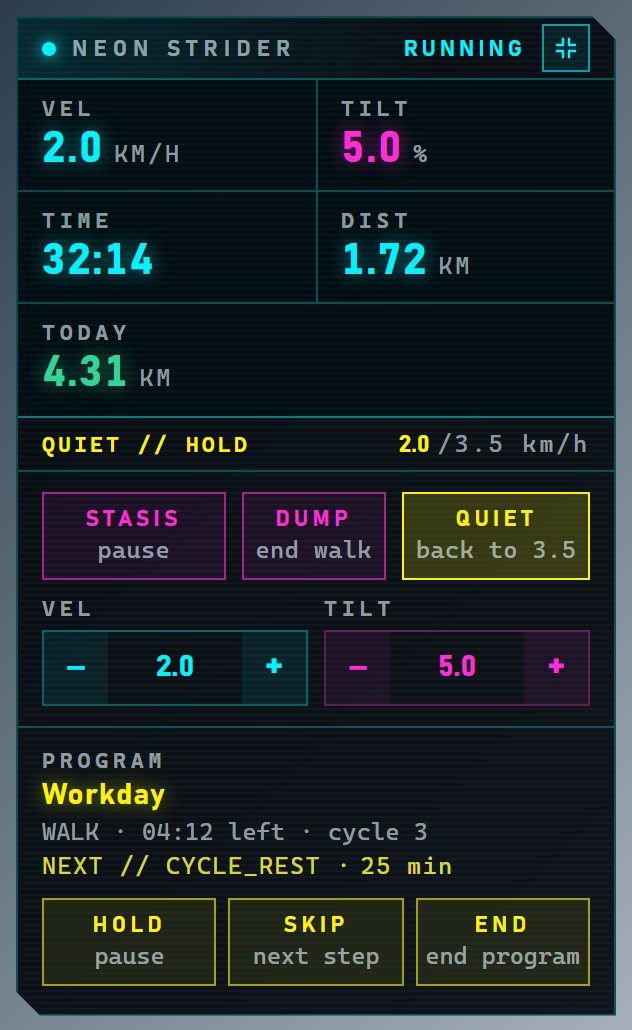 NEON STRIDER RUNNING
VEL TILT
2.0 KM/H 5.0 %
TIME DIST
32:14 1.72 KM
TODAY
4.31 KM
QUIET // HOLD 2.0 /3.5 km/h
STASIS DUMP QUIET
pause end walk back to 3.5
VEL TILT
– 2.0 + – 5.0 +
PROGRAM
Workday
WALK · 04:12 left · cycle 3
NEXT // CYCLE_REST · 25 min
HOLD SKIP END
pause next step end program